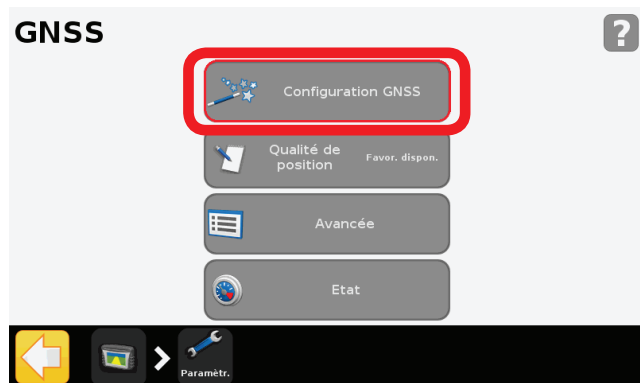 GNSS
?
Configuration GNSS
Qualité de
position
Favor. dispon.
Avancée
Etat
Paramètr.